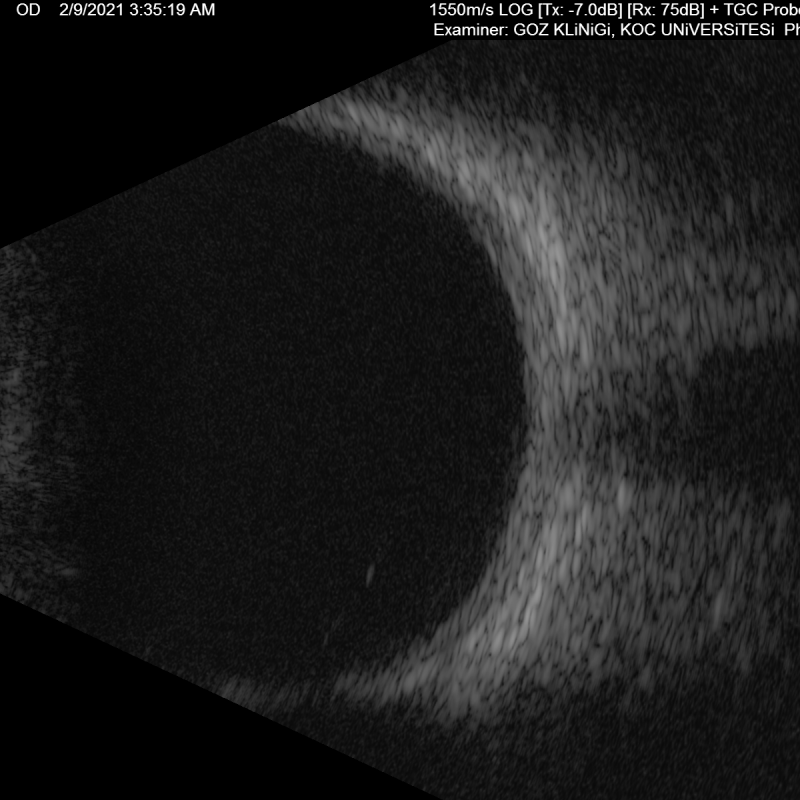 OD 2/9/2021 3:35:19 AM
1550m/s LOG [Tx: -7.0dB] [Rx: 75dB] + TGC Probe
Examiner: GOZ KLiNiGi, KOC UNiVERSiTESi Ph